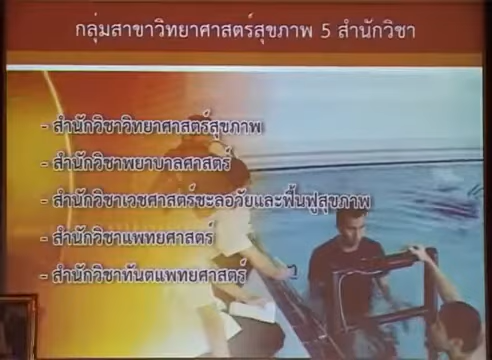 กลุ่มสาขาวิทยาศาสตร์สุขภาพ 5 สำนักวิชา
- สำนักวิชาวิทยาศาสตร์สุขภาพ
- สำนักวิชาพยาบาลศาสตร์
- สำนักวิชาเวชศาสตร์ชะลอวัยและฟื้นฟูสุขภาพ
- สำนักวิชาแพทยศาสตร์
- สำนักวิชาทันตแพทยศาสตร์